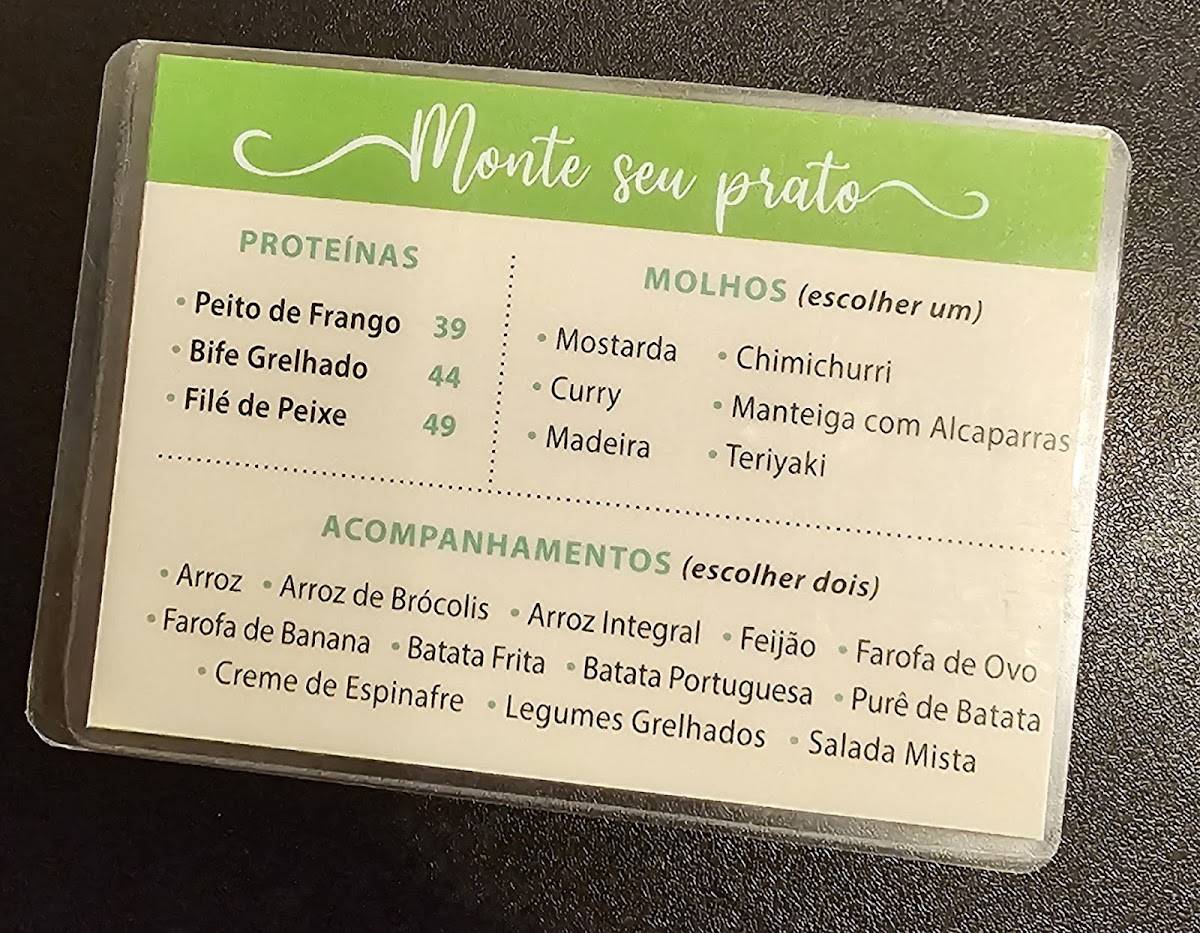 Monte seu prato
PROTEÍNAS
• Peito de Frango 39
• Bife Grelhado 44
• Filé de Peixe 49
MOLHOS (escolher um)
• Mostarda • Chimichurri
• Curry • Manteiga com Alcaparras
• Madeira • Teriyaki
ACOMPANHAMENTOS (escolher dois)
• Arroz • Arroz de Brócolis • Arroz Integral • Feijão • Farofa de Ovo
• Farofa de Banana • Batata Frita • Batata Portuguesa • Purê de Batata
• Creme de Espinafre • Legumes Grelhados • Salada Mista